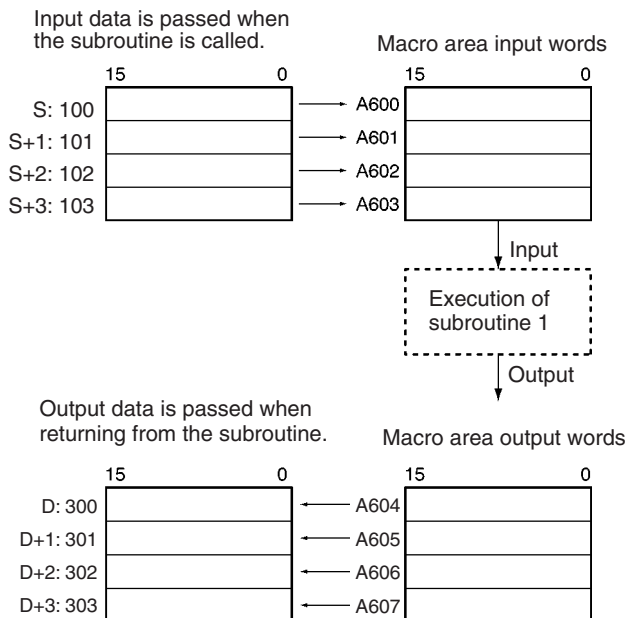 Input data is passed when
the subroutine is called.
Macro area input words
15 0 15 0
S: 100 A600
S+1: 101 A601
S+2: 102 A602
S+3: 103 A603
Input
Execution of
subroutine 1
Output
Output data is passed when
returning from the subroutine.
Macro area output words
15 0 15 0
D: 300 A604
D+1: 301 A605
D+2: 302 A606
D+3: 303 A607